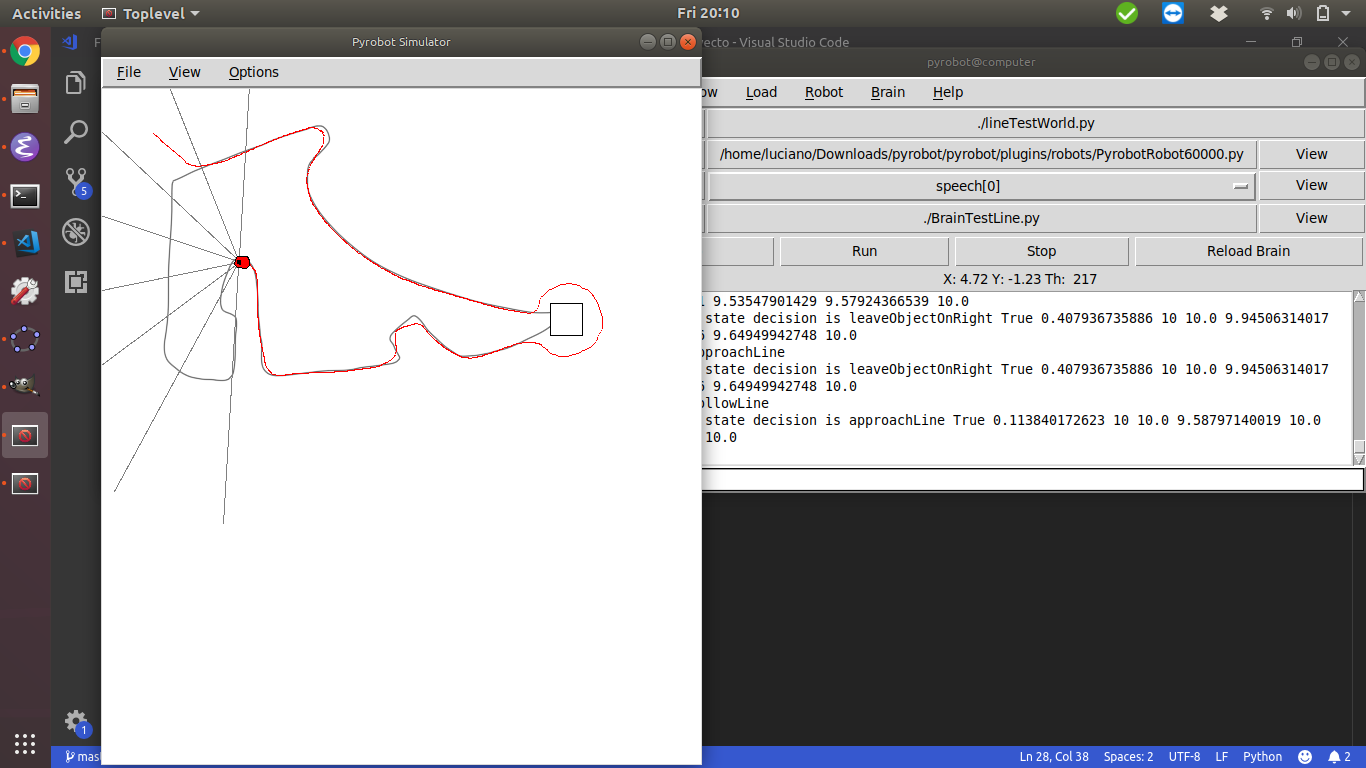 Activities Toplevel Fri 20:10
Pyrobot Simulator
File View Options
F
ecto - Visual Studio Code
pyrobot@computer
ow Load Robot Brain Help
./lineTestWorld.py
/home/luciano/Downloads/pyrobot/pyrobot/plugins/robots/PyrobotRobot60000.py View
speech[0] View
./BrainTestLine.py View
Run Stop Reload Brain
X: 4.72 Y: -1.23 Th: 217
9.53547901429 9.57924366539 10.0
state decision is leaveObjectOnRight True 0.407936735886 10 10.0 9.94506314017
9.64949942748 10.0
pproachLine
state decision is leaveObjectOnRight True 0.407936735886 10 10.0 9.94506314017
9.64949942748 10.0
ollowLine
state decision is approachLine True 0.113840172623 10 10.0 9.58797140019 10.0
10.0
5
1
mas
Ln 28, Col 38 Spaces: 2 UTF-8 LF Python 2